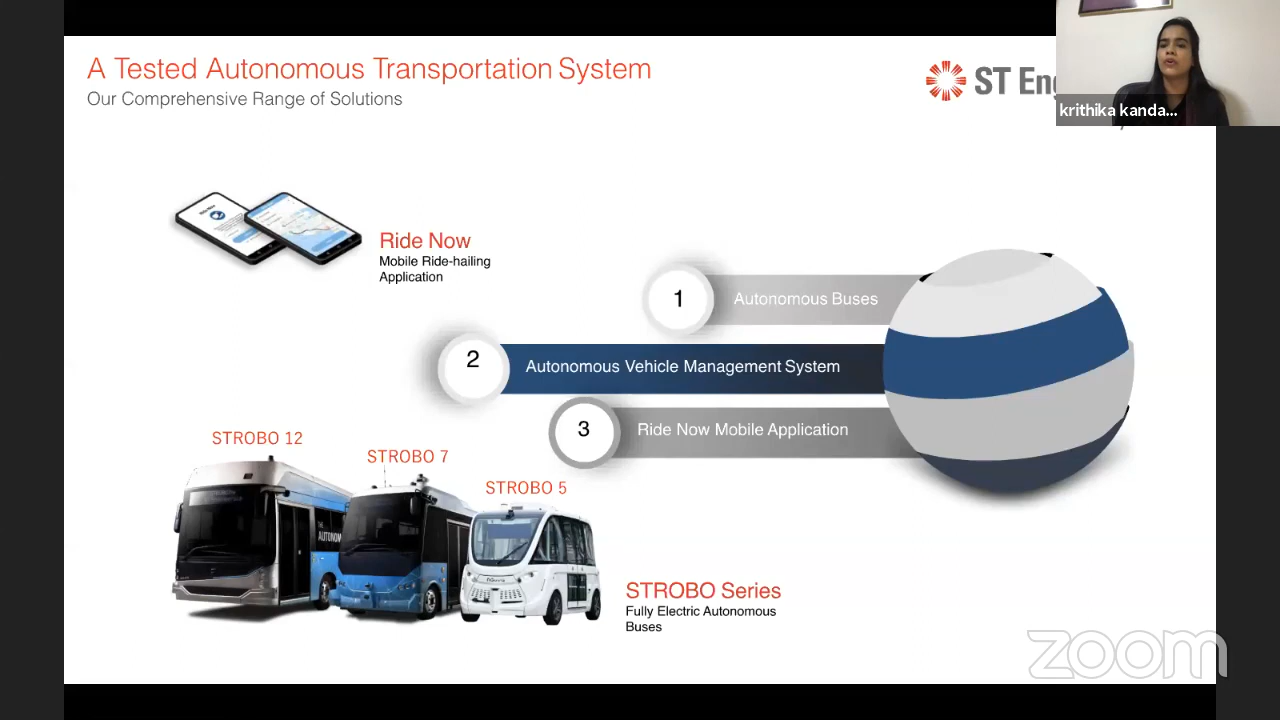 A Tested Autonomous Transportation System
Our Comprehensive Range of Solutions
ST Eng
krithika kanda...
Ride Now
Mobile Ride-hailing
Application
1
Autonomous Buses
2
Autonomous Vehicle Management System
3
Ride Now Mobile Application
STROBO 12
STROBO 7
STROBO 5
STROBO Series
Fully Electric Autonomous
Buses
zoom